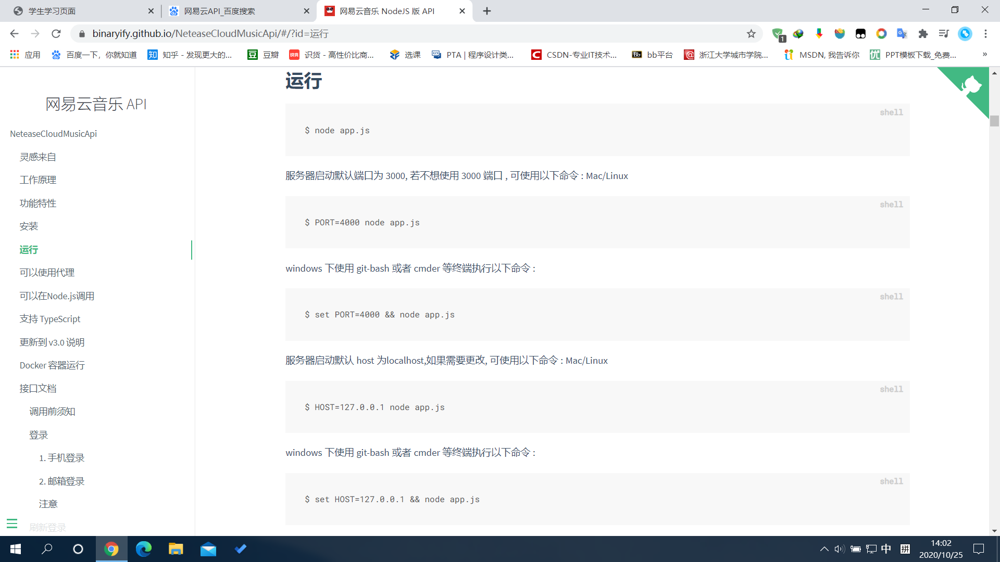 学生学习页面
网易云API_百度搜索
网易云音乐 NodeJS 版 API
binaryify.github.io/NeteaseCloudMusicApi/#/?id=运行
1
应用
百度一下，你就知道
知
知乎 - 发现更大的...
豆
豆瓣
识货
识货 - 高性价比商...
选课
PTA | 程序设计类...
C
CSDN-专业IT技术...
Bb
bb平台
浙江大学城市学院...
MSDN, 我告诉你
优
PPT模板下载_免费...
»
网易云音乐 API
NeteaseCloudMusicApi
灵感来自
工作原理
功能特性
安装
运行
可以使用代理
可以在Node.js调用
支持 TypeScript
更新到 v3.0 说明
Docker 容器运行
接口文档
调用前须知
登录
1. 手机登录
2. 邮箱登录
注意
刷新登录
运行
shell
$ node app.js
服务器启动默认端口为 3000, 若不想使用 3000 端口 , 可使用以下命令 : Mac/Linux
shell
$ PORT=4000 node app.js
windows 下使用 git-bash 或者 cmder 等终端执行以下命令 :
shell
$ set PORT=4000 && node app.js
服务器启动默认 host 为localhost,如果需要更改, 可使用以下命令 : Mac/Linux
shell
$ HOST=127.0.0.1 node app.js
windows 下使用 git-bash 或者 cmder 等终端执行以下命令 :
shell
$ set HOST=127.0.0.1 && node app.js
中
拼
14:02
2020/10/25